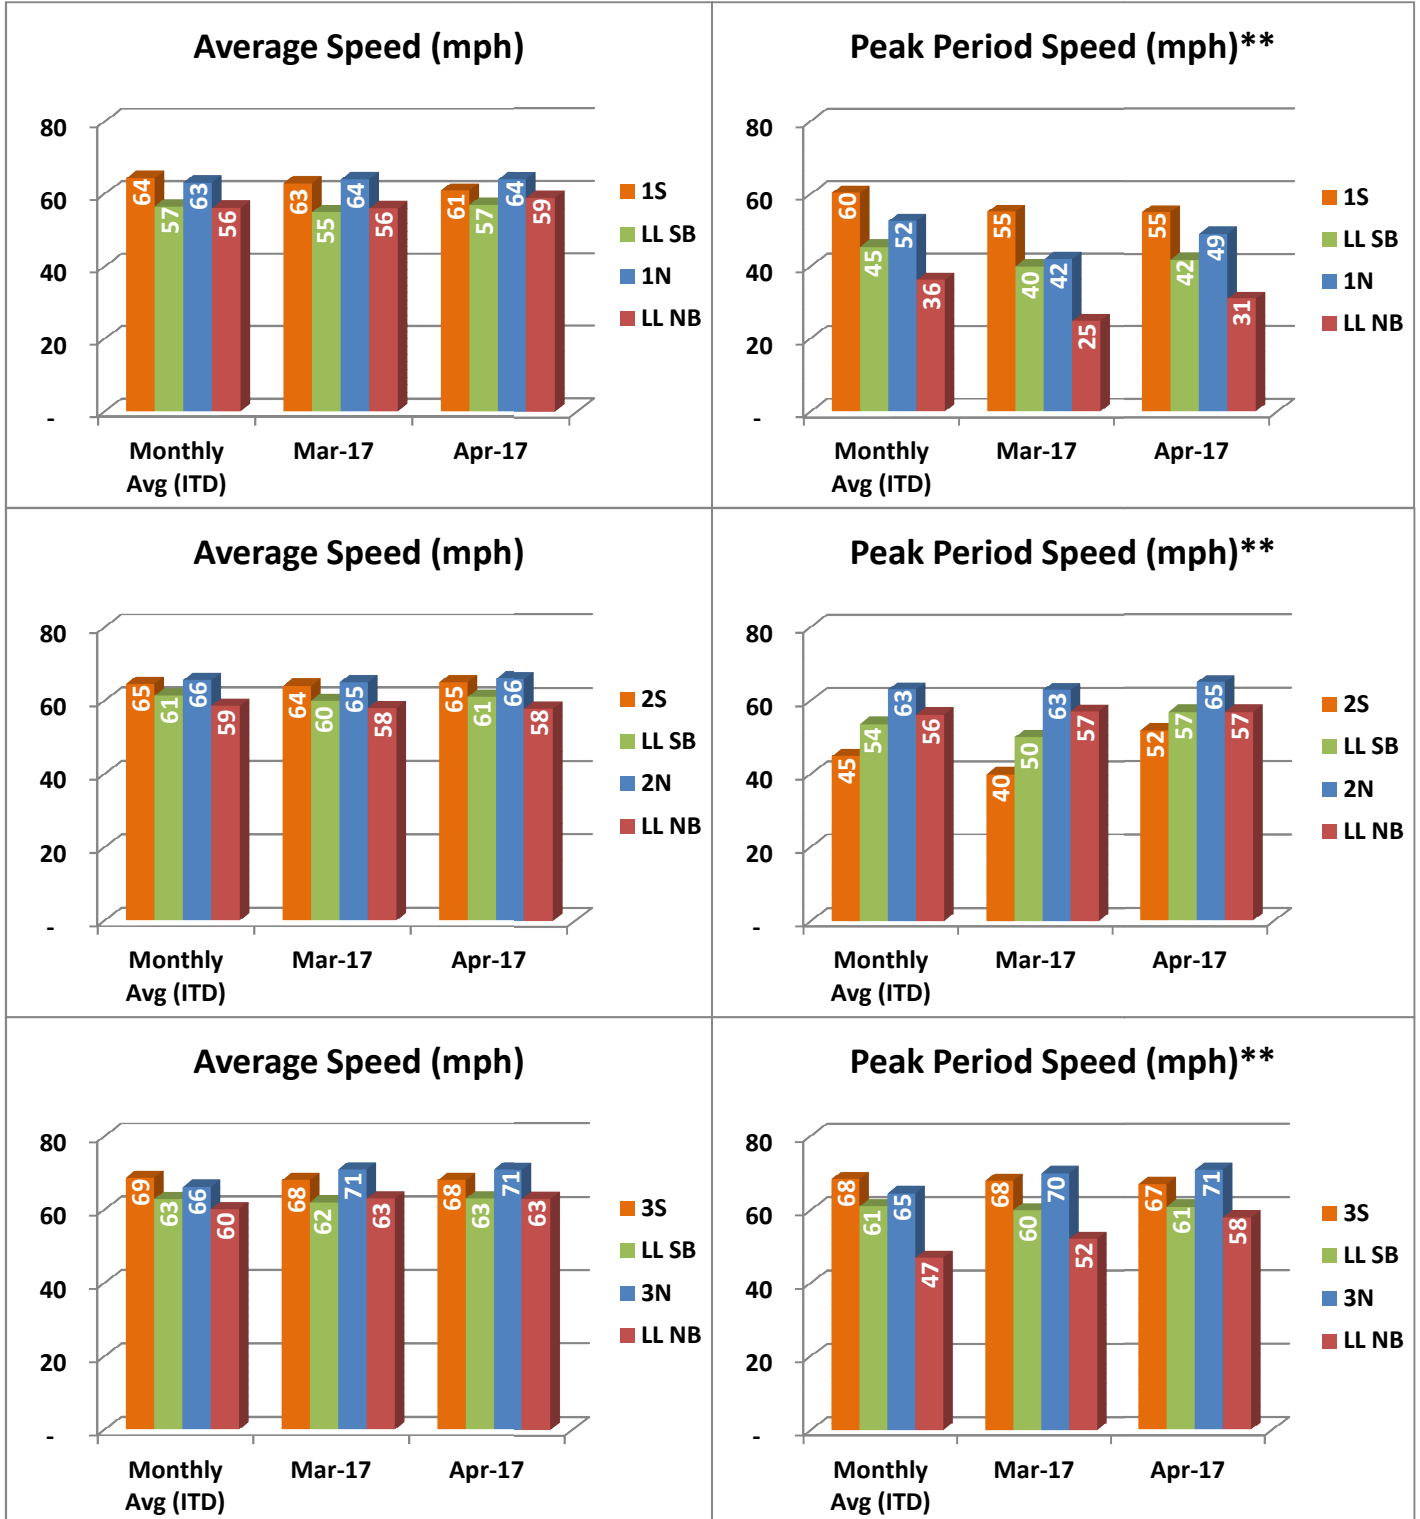 Average Speed (mph)
80
60
40
20
-
64
57
63
56
63
55
64
56
61
57
64
59
Monthly
Avg (ITD)
Mar-17
Apr-17
1S
LL SB
1N
LL NB
Peak Period Speed (mph)**
80
60
40
20
-
60
45
52
36
55
40
42
25
55
42
49
31
Monthly
Avg (ITD)
Mar-17
Apr-17
1S
LL SB
1N
LL NB
Average Speed (mph)
80
60
40
20
-
65
61
66
59
64
60
65
58
65
61
66
58
Monthly
Avg (ITD)
Mar-17
Apr-17
2S
LL SB
2N
LL NB
Peak Period Speed (mph)**
80
60
40
20
-
45
54
63
56
40
50
63
57
52
57
65
57
Monthly
Avg (ITD)
Mar-17
Apr-17
2S
LL SB
2N
LL NB
Average Speed (mph)
80
60
40
20
-
69
63
66
60
68
62
71
63
68
63
71
63
Monthly
Avg (ITD)
Mar-17
Apr-17
3S
LL SB
3N
LL NB
Peak Period Speed (mph)**
80
60
40
20
-
68
61
65
47
68
60
70
52
67
61
71
58
Monthly
Avg (ITD)
Mar-17
Apr-17
3S
LL SB
3N
LL NB